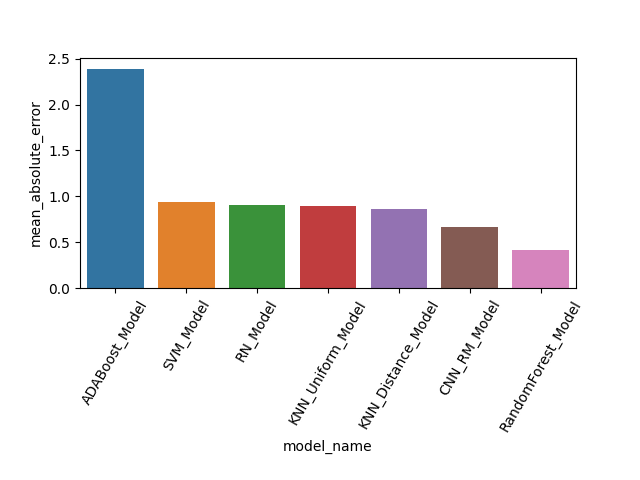 mean_absolute_error
2.5
2.0
1.5
1.0
0.5
0.0
ADABoost_Model
SVM_Model
RN_Model
KNN_Uniform_Model
KNN_Distance_Model
CNN_RM_Model
RandomForest_Model
model_name